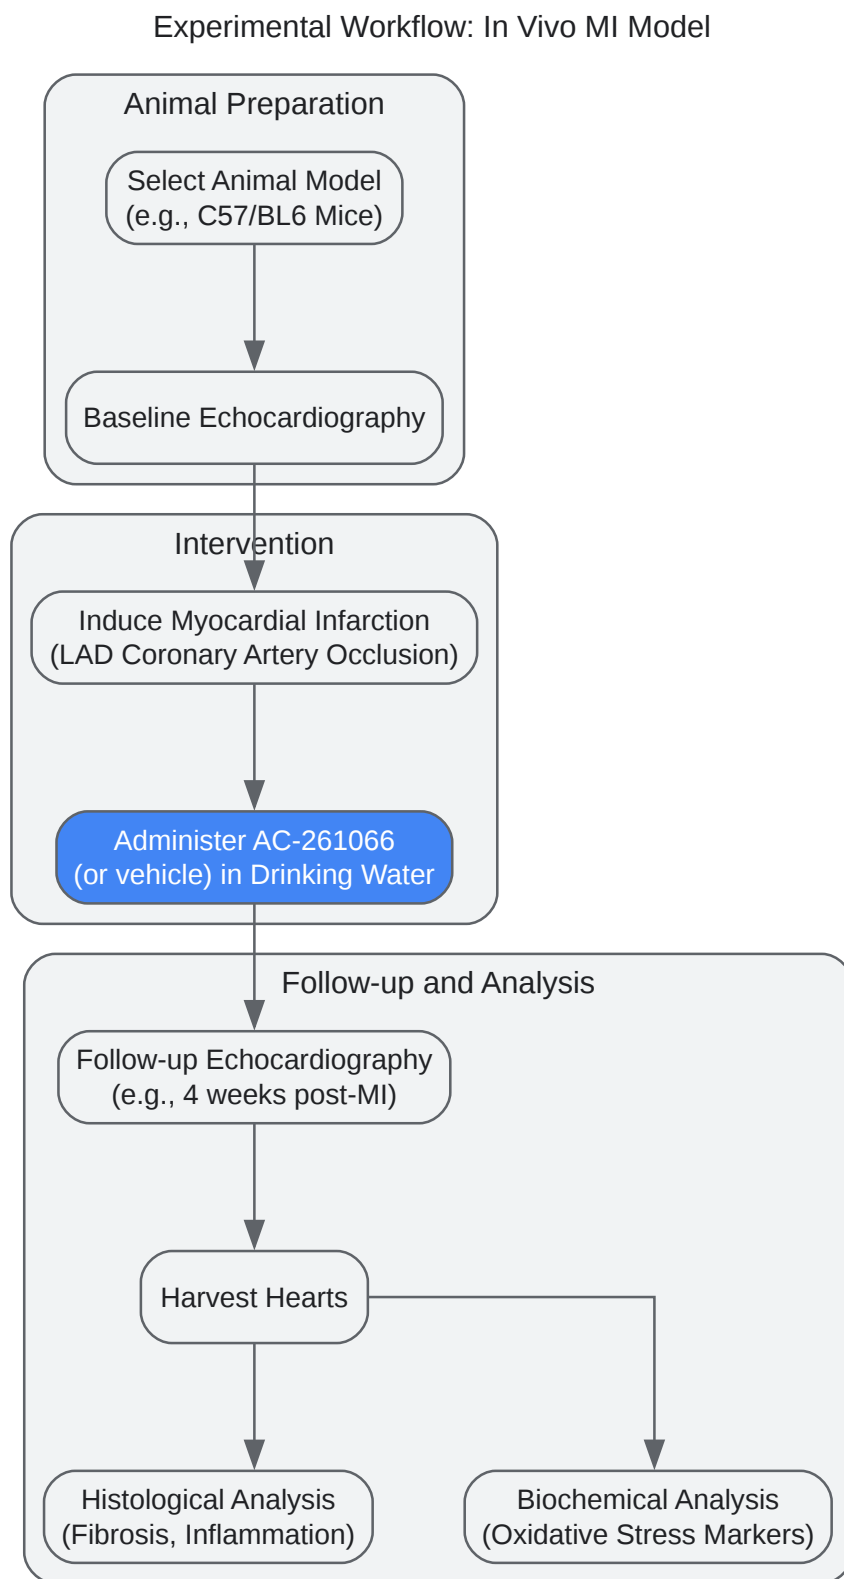 Experimental Workflow: In Vivo MI Model
Animal Preparation
Select Animal Model
(e.g., C57/BL6 Mice)
Baseline Echocardiography
Intervention
Induce Myocardial Infarction
(LAD Coronary Artery Occlusion)
Administer AC-261066
(or vehicle) in Drinking Water
Follow-up and Analysis
Follow-up Echocardiography
(e.g., 4 weeks post-MI)
Harvest Hearts
Histological Analysis
(Fibrosis, Inflammation)
Biochemical Analysis
(Oxidative Stress Markers)